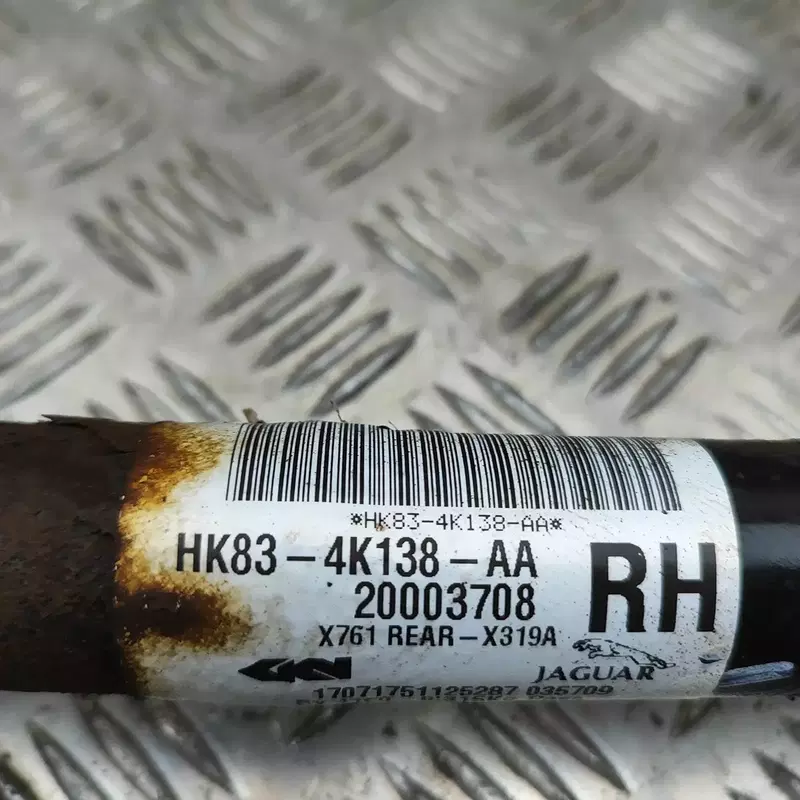 *HK83-4K138-AA*
HK83-4K138-AA
RH
20003708
X761 REAR-X319A
GKN
JAGUAR
17071751125287 035709